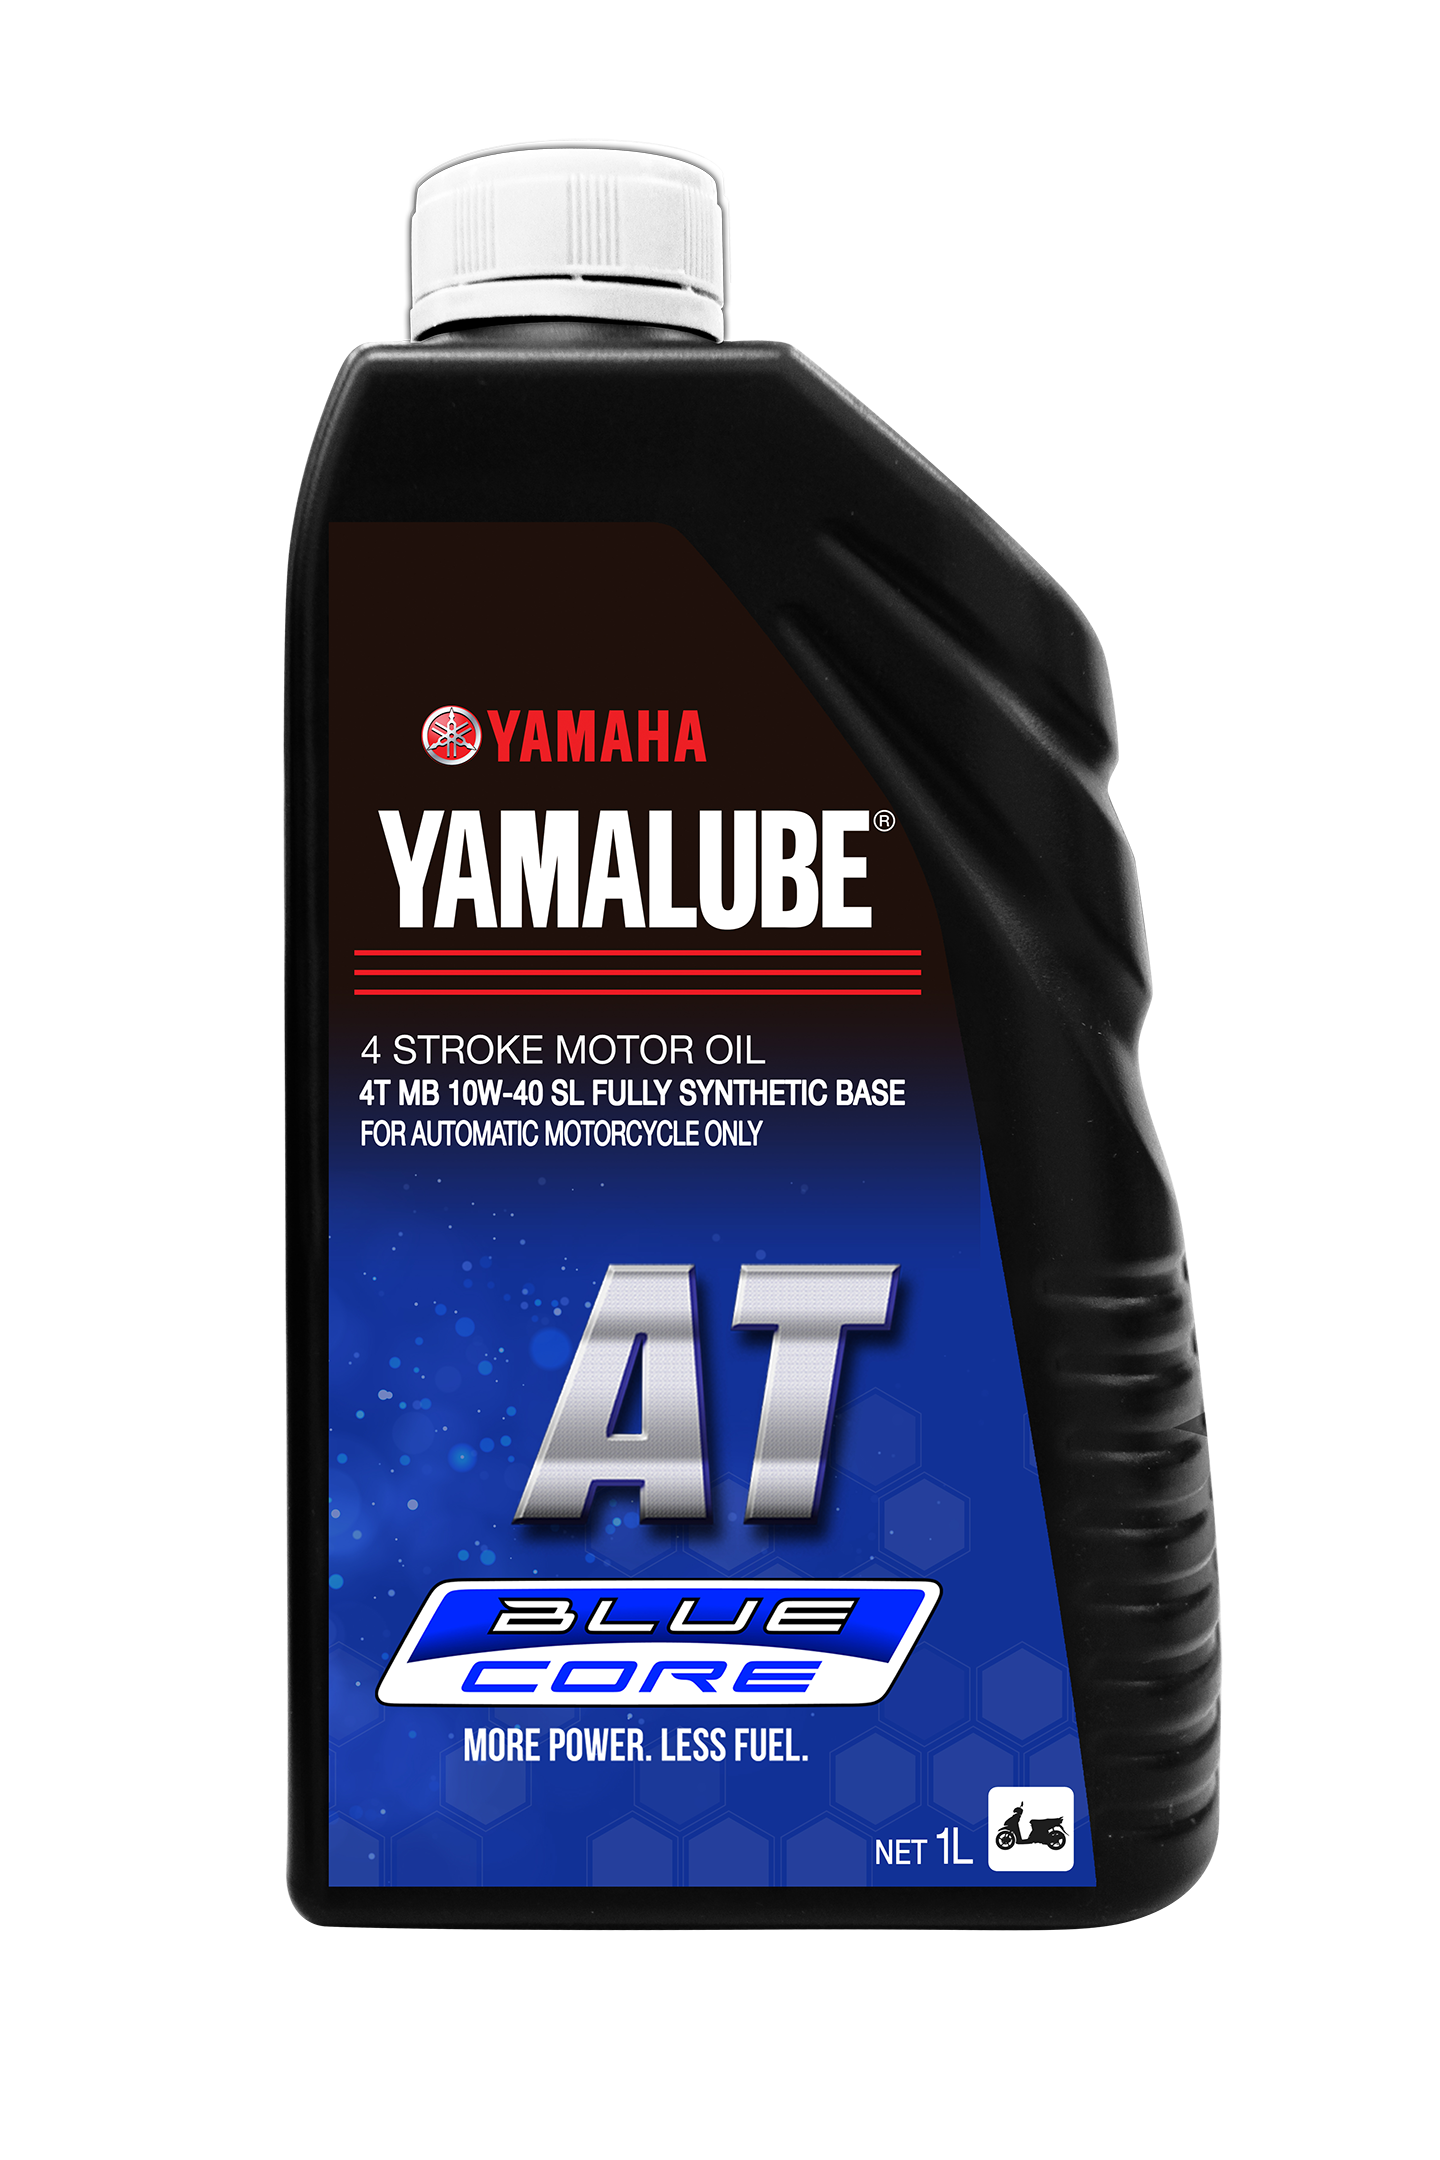 YAMAHA
YAMALUBE®
4 STROKE MOTOR OIL
4T MB 10W-40 SL FULLY SYNTHETIC BASE
FOR AUTOMATIC MOTORCYCLE ONLY
AT
BLUE
CORE
MORE POWER. LESS FUEL.
NET 1L